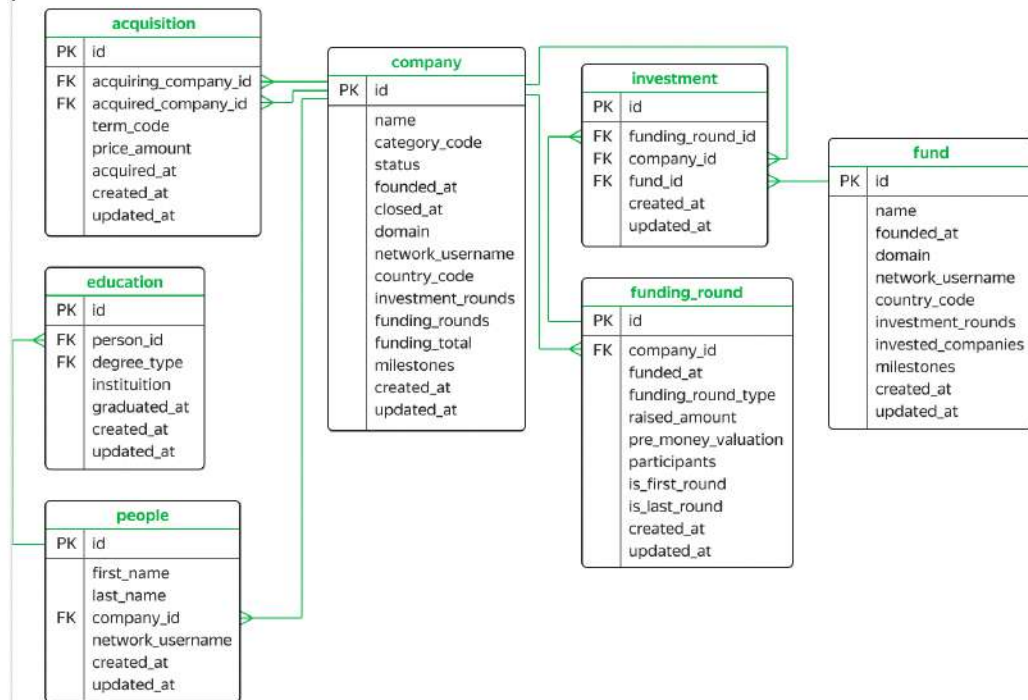 acquisition
PK id
FK acquiring_company_id
FK acquired_company_id
term_code
price_amount
acquired_at
created_at
updated_at
education
PK id
FK person_id
FK degree_type
instituition
graduated_at
created_at
updated_at
people
PK id
first_name
last_name
FK company_id
network_username
created_at
updated_at
company
PK id
name
category_code
status
founded_at
closed_at
domain
network_username
country_code
investment_rounds
funding_rounds
funding_total
milestones
created_at
updated_at
investment
PK id
FK funding_round_id
FK company_id
FK fund_id
created_at
updated_at
funding_round
PK id
FK company_id
funded_at
funding_round_type
raised_amount
pre_money_valuation
participants
is_first_round
is_last_round
created_at
updated_at
fund
PK id
name
founded_at
domain
network_username
country_code
investment_rounds
invested_companies
milestones
created_at
updated_at